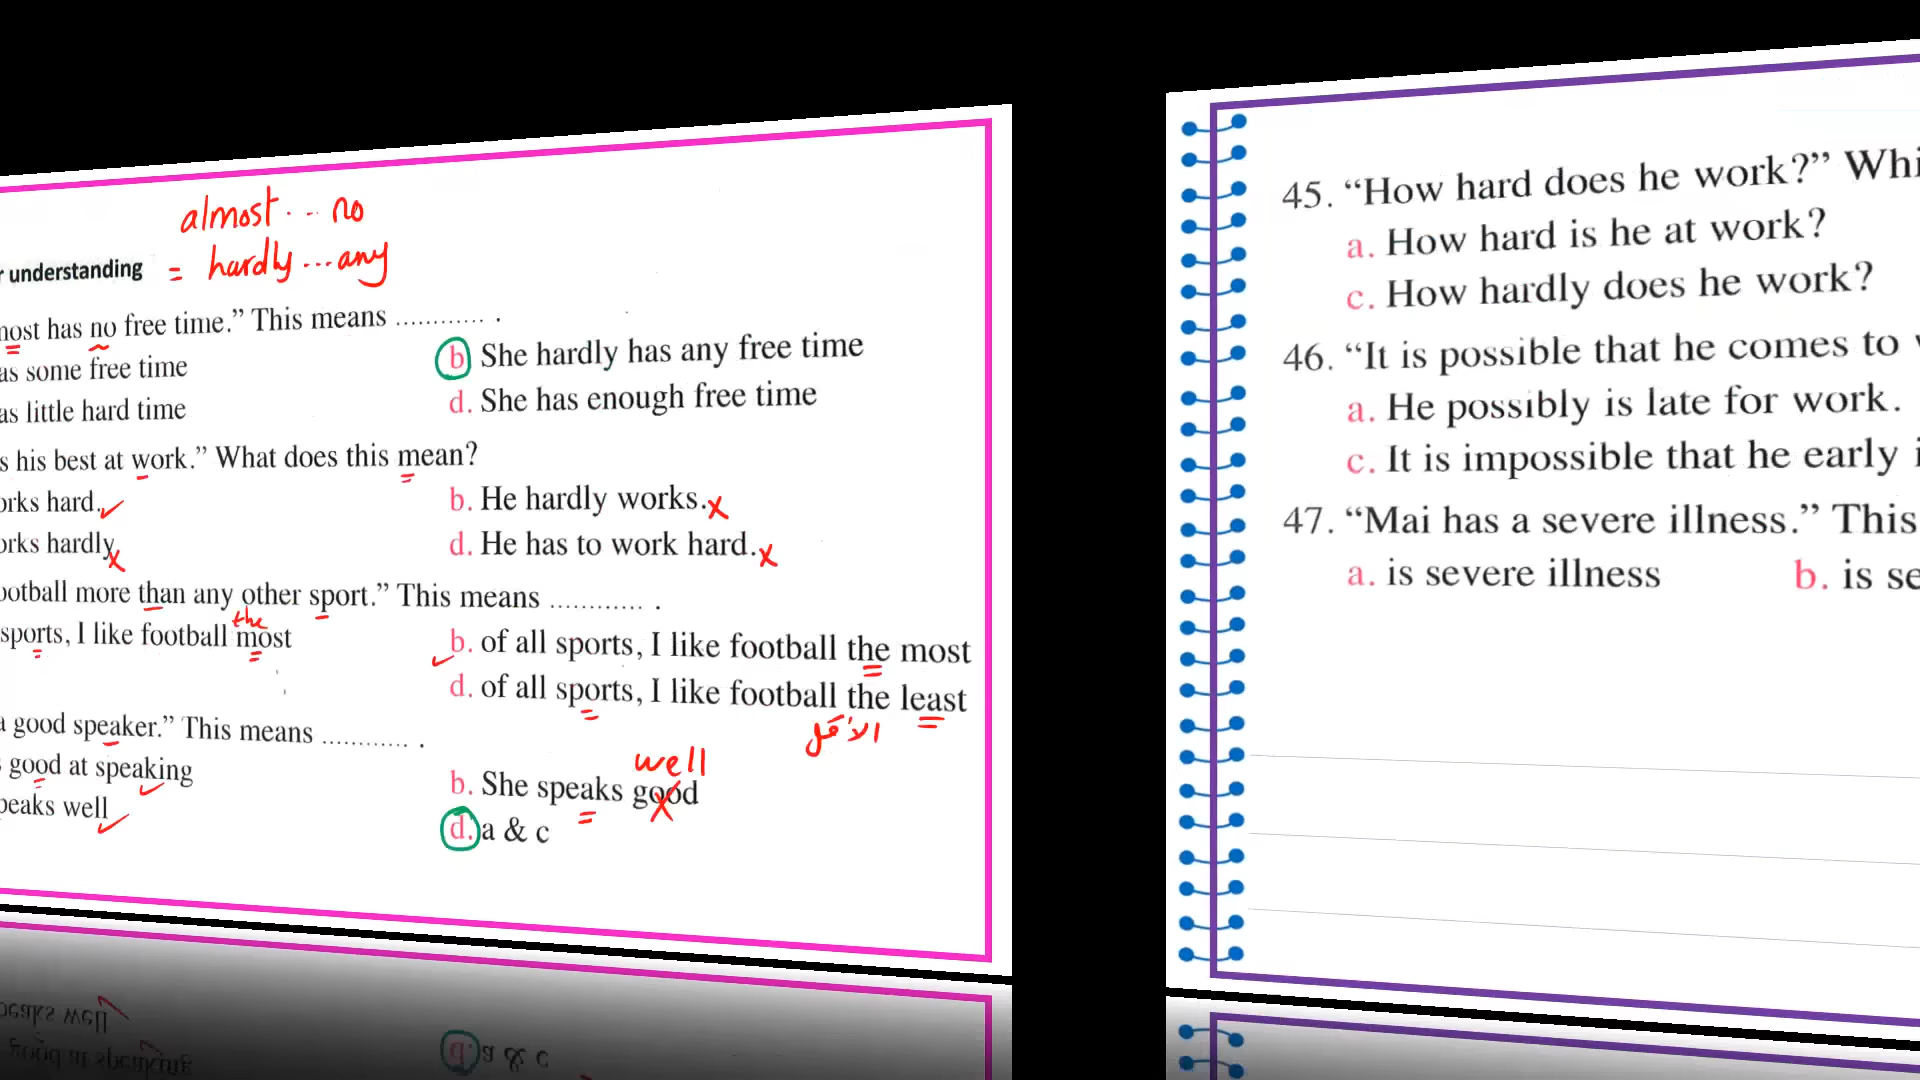 almost... no
understanding = hardly ... any
most has no free time.” This means ............ .
as some free time
b She hardly has any free time
as little hard time
d. She has enough free time
s his best at work.” What does this mean?
orks hard.
b. He hardly works.
orks hardly
d. He has to work hard.
ootball more than any other sport.” This means ............ .
the
sports, I like football most
b. of all sports, I like football the most
d. of all sports, I like football the least
الأقل
a good speaker.” This means ............ .
well
good at speaking
b. She speaks good
peaks well
d. a & c
45. “How hard does he work?” Whi
a. How hard is he at work?
c. How hardly does he work?
46. “It is possible that he comes to
a. He possibly is late for work.
c. It is impossible that he early i
47. “Mai has a severe illness.” This
a. is severe illness
b. is se